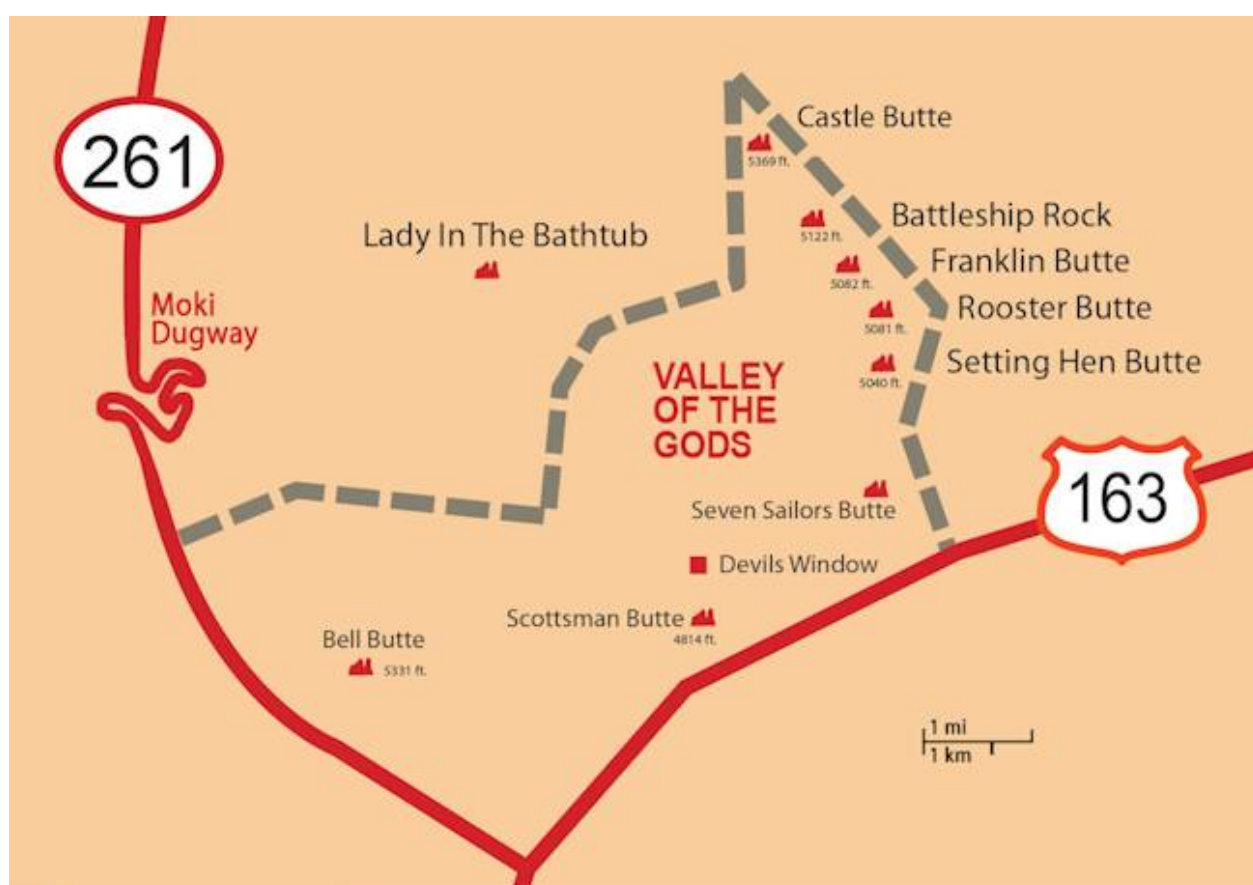 261
Castle Butte
5369 ft.
Battleship Rock
5122 ft.
Lady In The Bathtub
Franklin Butte
5082 ft.
Moki
Dugway
Rooster Butte
5081 ft.
Setting Hen Butte
5040 ft.
VALLEY
OF THE
GODS
163
Seven Sailors Butte
Devils Window
Scottsman Butte
4814 ft.
Bell Butte
5331 ft.
1 mi
1 km